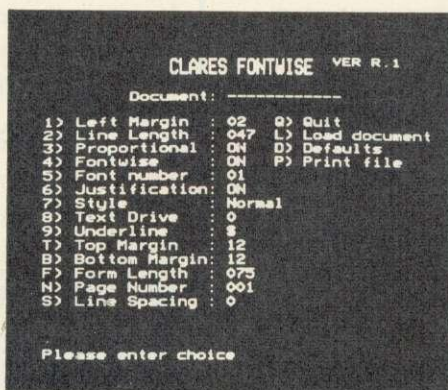 CLARES FONTWISE VER R.1
Document: ------------
1) Left Margin : 02 Q) Quit
2) Line Length : 047 L) Load document
3) Proportional : ON D) Defaults
4) Fontwise : ON P) Print file
5) Font number : 01
6) Justification: ON
7) Style : Normal
8) Text Drive : 0
9) Underline : $
T) Top Margin : 12
B) Bottom Margin: 12
F) Form Length : 075
N) Page Number : 001
S) Line Spacing : 0
Please enter choice